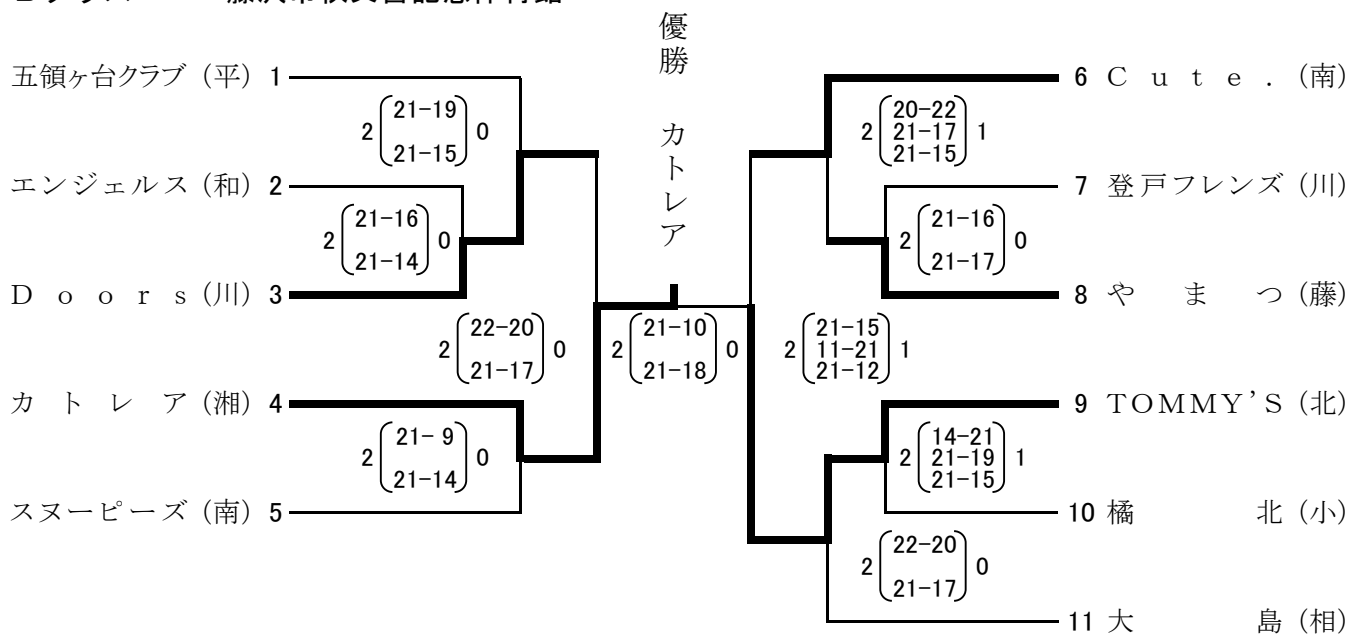 優勝 カトレア
五領ヶ台クラブ (平) 1
2 21-19 0
21-15
エンジェルス (和) 2
2 21-16 0
21-14
Ｄｏｏｒｓ (川) 3
2 22-20 0
21-17
カトレア (湘) 4
2 21- 9 0
21-14
スヌーピーズ (南) 5
2 21-10 0
21-18
6 Ｃｕｔｅ. (南)
20-22
2 21-17 1
21-15
7 登戸フレンズ (川)
2 21-16 0
21-17
8 やまつ (藤)
21-15
2 11-21 1
21-12
9 ＴＯＭＭＹ’Ｓ (北)
14-21
2 21-19 1
21-15
10 橘北 (小)
2 22-20 0
21-17
11 大島 (相)